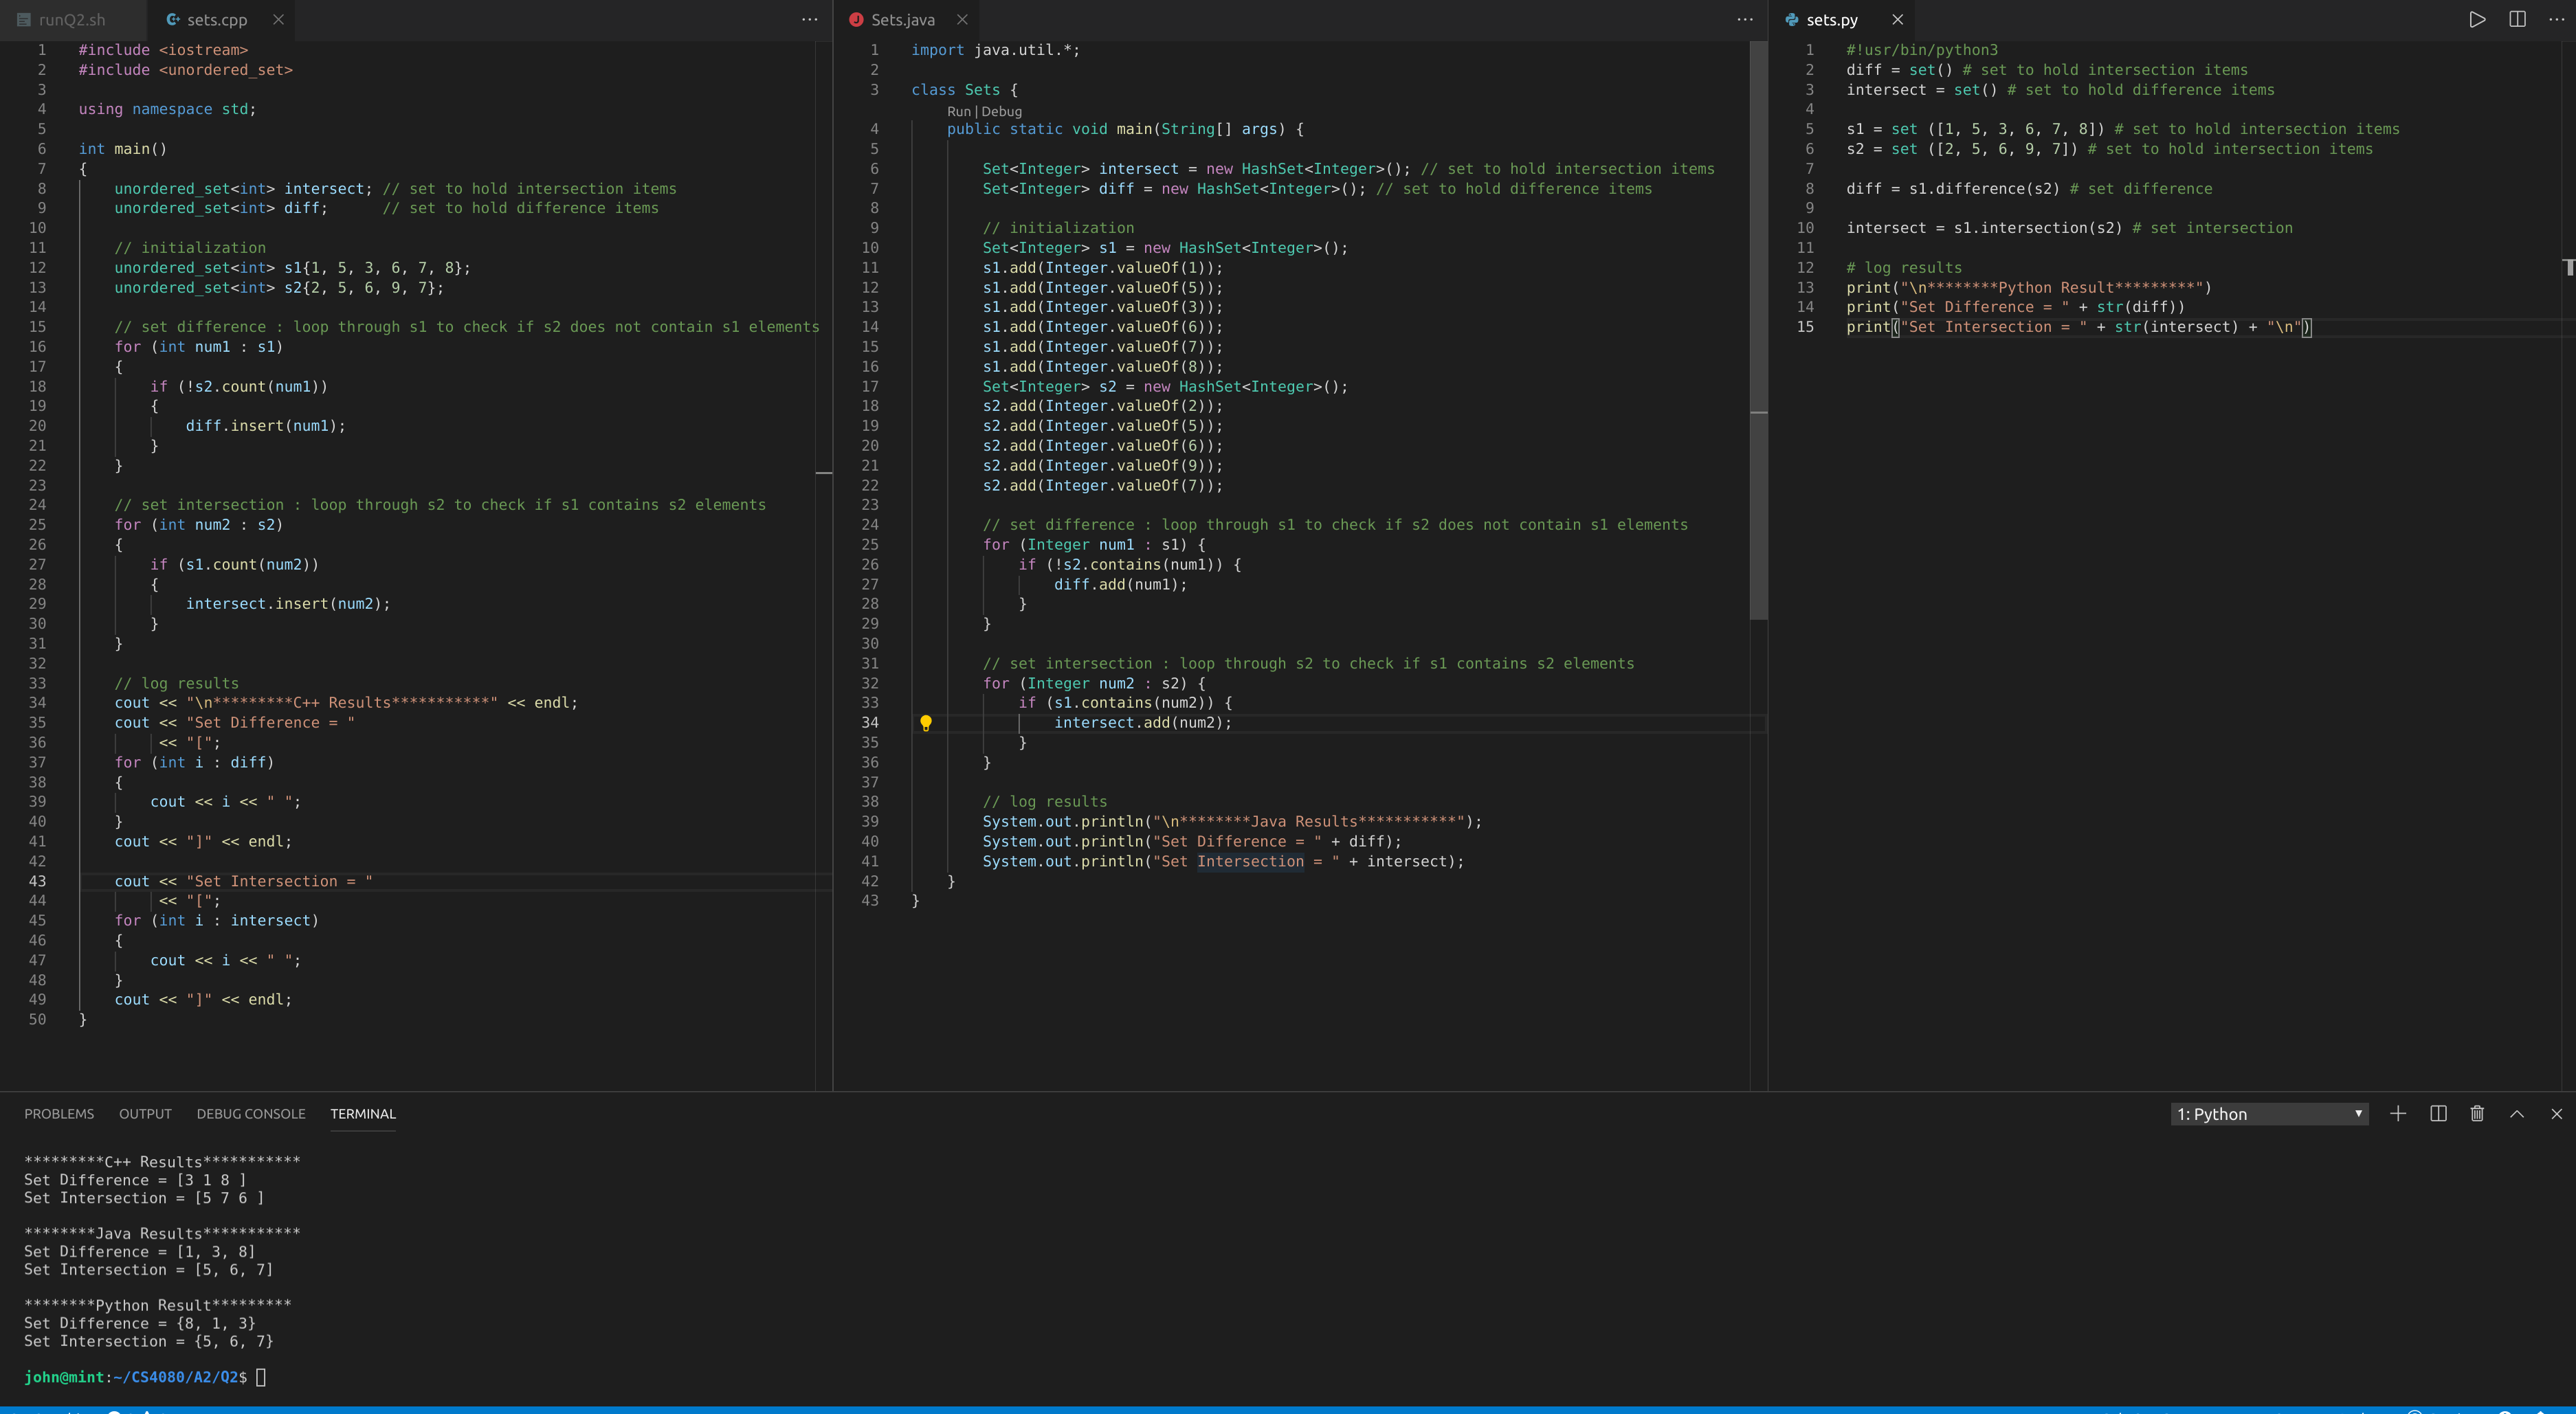 runQ2.sh
sets.cpp
Sets.java
sets.py
1 #include <iostream>
2 #include <unordered_set>
3
4 using namespace std;
5
6 int main()
7 {
8     unordered_set<int> intersect; // set to hold intersection items
9     unordered_set<int> diff;      // set to hold difference items
10
11     // initialization
12     unordered_set<int> s1{1, 5, 3, 6, 7, 8};
13     unordered_set<int> s2{2, 5, 6, 9, 7};
14
15     // set difference : loop through s1 to check if s2 does not contain s1 elements
16     for (int num1 : s1)
17     {
18         if (!s2.count(num1))
19         {
20             diff.insert(num1);
21         }
22     }
23
24     // set intersection : loop through s2 to check if s1 contains s2 elements
25     for (int num2 : s2)
26     {
27         if (s1.count(num2))
28         {
29             intersect.insert(num2);
30         }
31     }
32
33     // log results
34     cout << "\n*********C++ Results***********" << endl;
35     cout << "Set Difference = "
36          << "[";
37     for (int i : diff)
38     {
39         cout << i << " ";
40     }
41     cout << "]" << endl;
42
43     cout << "Set Intersection = "
44          << "[";
45     for (int i : intersect)
46     {
47         cout << i << " ";
48     }
49     cout << "]" << endl;
50 }
1 import java.util.*;
2
3 class Sets {
Run | Debug
4     public static void main(String[] args) {
5
6         Set<Integer> intersect = new HashSet<Integer>(); // set to hold intersection items
7         Set<Integer> diff = new HashSet<Integer>(); // set to hold difference items
8
9         // initialization
10         Set<Integer> s1 = new HashSet<Integer>();
11         s1.add(Integer.valueOf(1));
12         s1.add(Integer.valueOf(5));
13         s1.add(Integer.valueOf(3));
14         s1.add(Integer.valueOf(6));
15         s1.add(Integer.valueOf(7));
16         s1.add(Integer.valueOf(8));
17         Set<Integer> s2 = new HashSet<Integer>();
18         s2.add(Integer.valueOf(2));
19         s2.add(Integer.valueOf(5));
20         s2.add(Integer.valueOf(6));
21         s2.add(Integer.valueOf(9));
22         s2.add(Integer.valueOf(7));
23
24         // set difference : loop through s1 to check if s2 does not contain s1 elements
25         for (Integer num1 : s1) {
26             if (!s2.contains(num1)) {
27                 diff.add(num1);
28             }
29         }
30
31         // set intersection : loop through s2 to check if s1 contains s2 elements
32         for (Integer num2 : s2) {
33             if (s1.contains(num2)) {
34                 intersect.add(num2);
35             }
36         }
37
38         // log results
39         System.out.println("\n********Java Results***********");
40         System.out.println("Set Difference = " + diff);
41         System.out.println("Set Intersection = " + intersect);
42     }
43 }
1 #!usr/bin/python3
2 diff = set() # set to hold intersection items
3 intersect = set() # set to hold difference items
4
5 s1 = set ([1, 5, 3, 6, 7, 8]) # set to hold intersection items
6 s2 = set ([2, 5, 6, 9, 7]) # set to hold intersection items
7
8 diff = s1.difference(s2) # set difference
9
10 intersect = s1.intersection(s2) # set intersection
11
12 # log results
13 print("\n********Python Result*********")
14 print("Set Difference = " + str(diff))
15 print("Set Intersection = " + str(intersect) + "\n")
PROBLEMS OUTPUT DEBUG CONSOLE TERMINAL
1: Python
*********C++ Results***********
Set Difference = [3 1 8 ]
Set Intersection = [5 7 6 ]
********Java Results***********
Set Difference = [1, 3, 8]
Set Intersection = [5, 6, 7]
********Python Result*********
Set Difference = {8, 1, 3}
Set Intersection = {5, 6, 7}
john@mint:~/CS4080/A2/Q2$